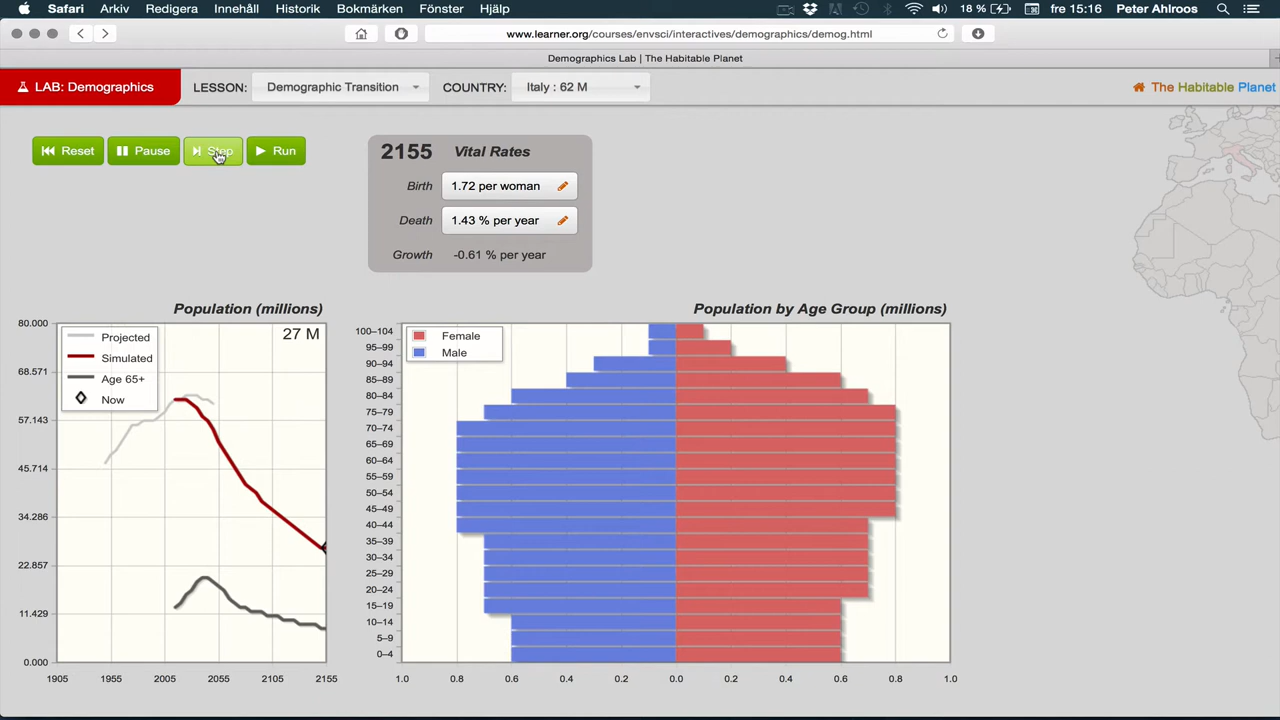 Safari Arkiv Redigera Innehåll Historik Bokmärken Fönster Hjälp 18 % fre 15:16 Peter Ahlroos
www.learner.org/courses/envsci/interactives/demographics/demog.html
Demographics Lab | The Habitable Planet
LAB: Demographics LESSON: Demographic Transition COUNTRY: Italy : 62 M The Habitable Planet
Reset Pause Step Run
2155 Vital Rates
Birth 1.72 per woman
Death 1.43 % per year
Growth -0.61 % per year
Population (millions)
80.000
68.571
57.143
45.714
34.286
22.857
11.429
0.000
Projected
Simulated
Age 65+
Now
27 M
1905 1955 2005 2055 2105 2155
Population by Age Group (millions)
Female
Male
100–104
95–99
90–94
85–89
80–84
75–79
70–74
65–69
60–64
55–59
50–54
45–49
40–44
35–39
30–34
25–29
20–24
15–19
10–14
5–9
0–4
1.0 0.8 0.6 0.4 0.2 0.0 0.2 0.4 0.6 0.8 1.0